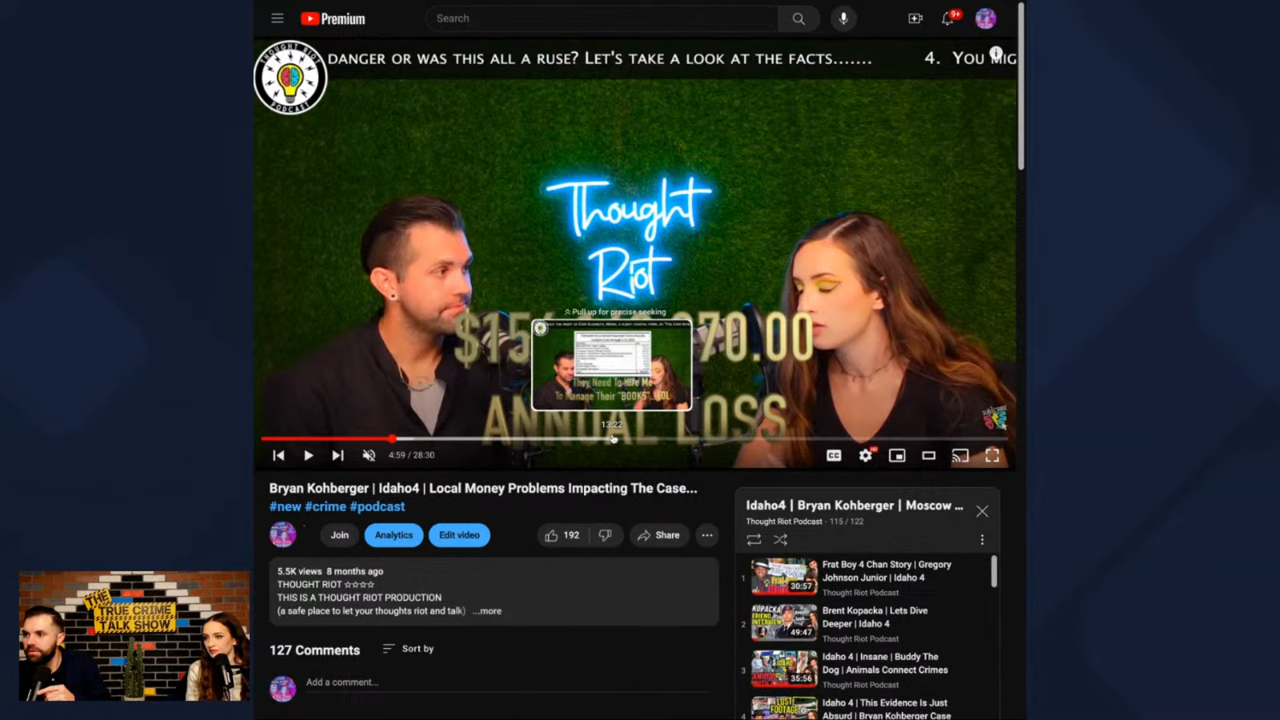 Premium
Search
9+
THOUGHT RIOT
PODCAST
DANGER OR WAS THIS ALL A RUSE? LET'S TAKE A LOOK AT THE FACTS.......
4. YOU MIG
Thought
Riot
Pull up for precise seeking
They Need To Hire Me
To Manage Their "BOOKS"..LOL
70.00
ANNUAL LOSS
13:22
4:59 / 28:30
CC
Bryan Kohberger | Idaho4 | Local Money Problems Impacting The Case...
#new #crime #podcast
Join
Analytics
Edit video
192
Share
5.5K views 8 months ago
THOUGHT RIOT ☆☆☆☆
THIS IS A THOUGHT RIOT PRODUCTION
(a safe place to let your thoughts riot and talk) ...more
127 Comments
Sort by
Add a comment...
Idaho4 | Bryan Kohberger | Moscow ...
Thought Riot Podcast - 115 / 122
1
30:57
Frat Boy 4 Chan Story | Gregory
Johnson Junior | Idaho 4
Thought Riot Podcast
2
KOPACKA
FRIEND
INTERVIEW
49:47
Brent Kopacka | Lets Dive
Deeper | Idaho 4
Thought Riot Podcast
3
35:56
Idaho 4 | Insane | Buddy The
Dog | Animals Connect Crimes
Thought Riot Podcast
4
LOST
FOOTAGE
Idaho 4 | This Evidence Is Just
Absurd | Bryan Kohberger Case
THE
TRUE CRIME
TALK SHOW